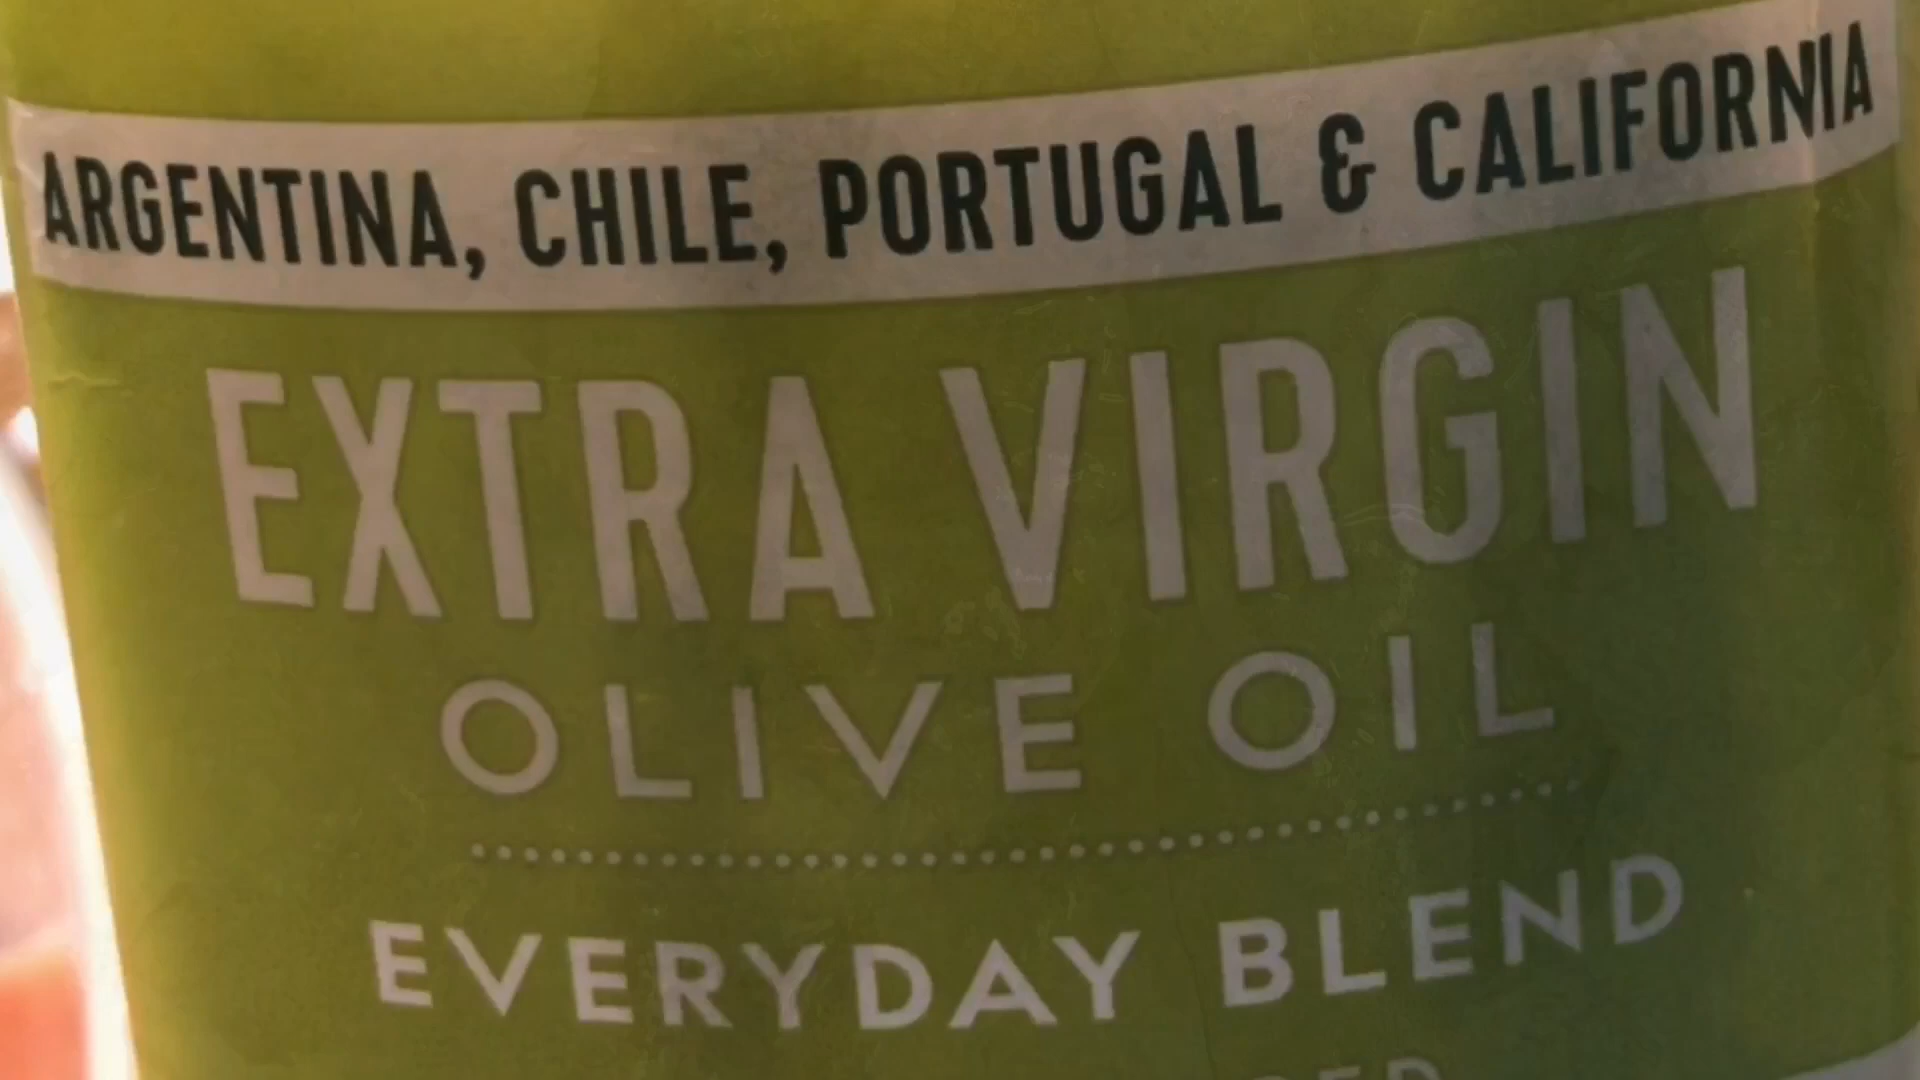 ARGENTINA, CHILE, PORTUGAL & CALIFORNIA
EXTRA VIRGIN
OLIVE OIL
EVERYDAY BLEND